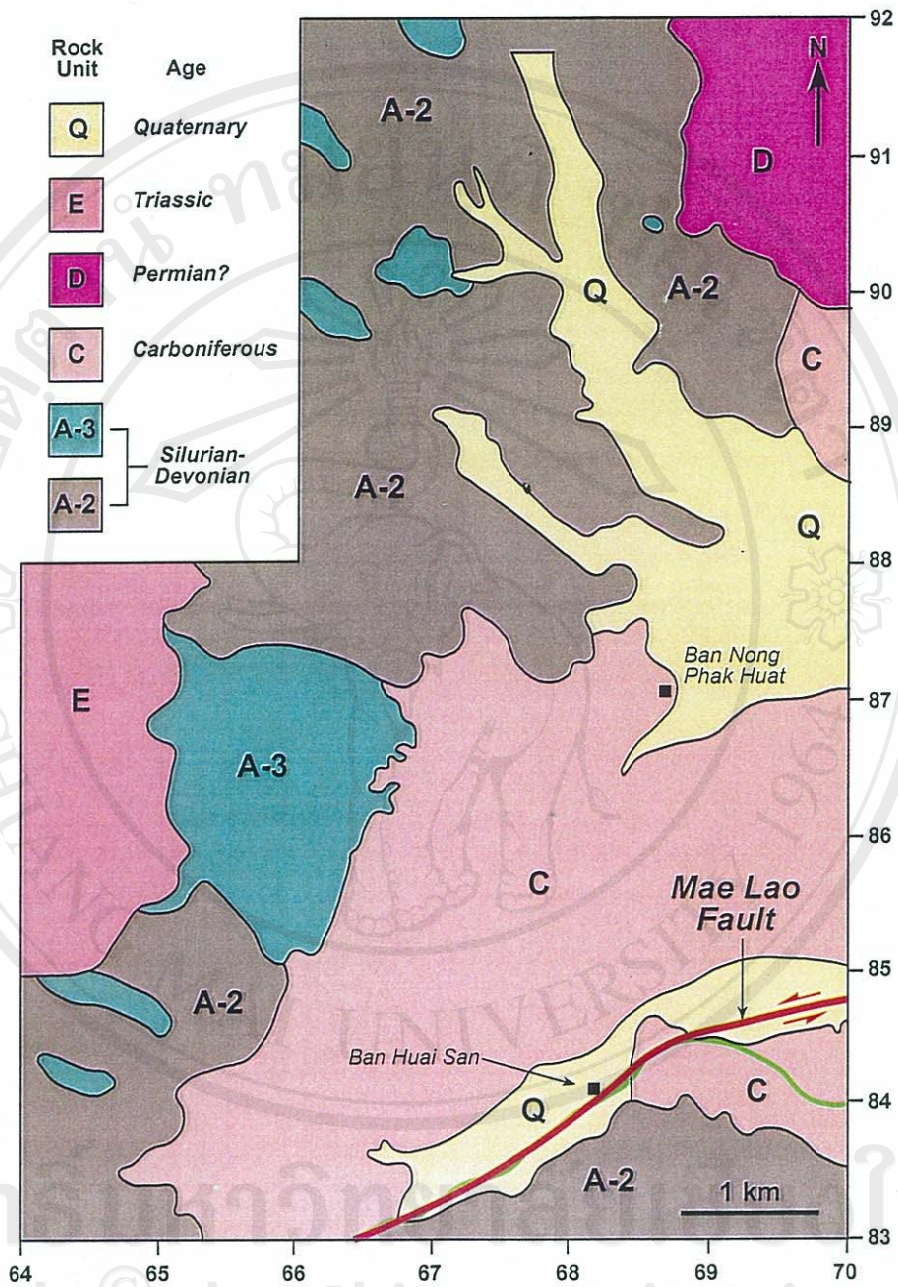 Rock
Unit
Age
Q Quaternary
E Triassic
D Permian?
C Carboniferous
A-3
Silurian-
Devonian
A-2
N
A-2
D
Q
A-2
C
A-2
Q
Ban Nong
Phak Huat
E
A-3
C
Mae Lao
Fault
A-2
Ban Huai San
Q
C
A-2
1 km
92
91
90
89
88
87
86
85
84
83
64 65 66 67 68 69 70
UNIVERSITY 1964